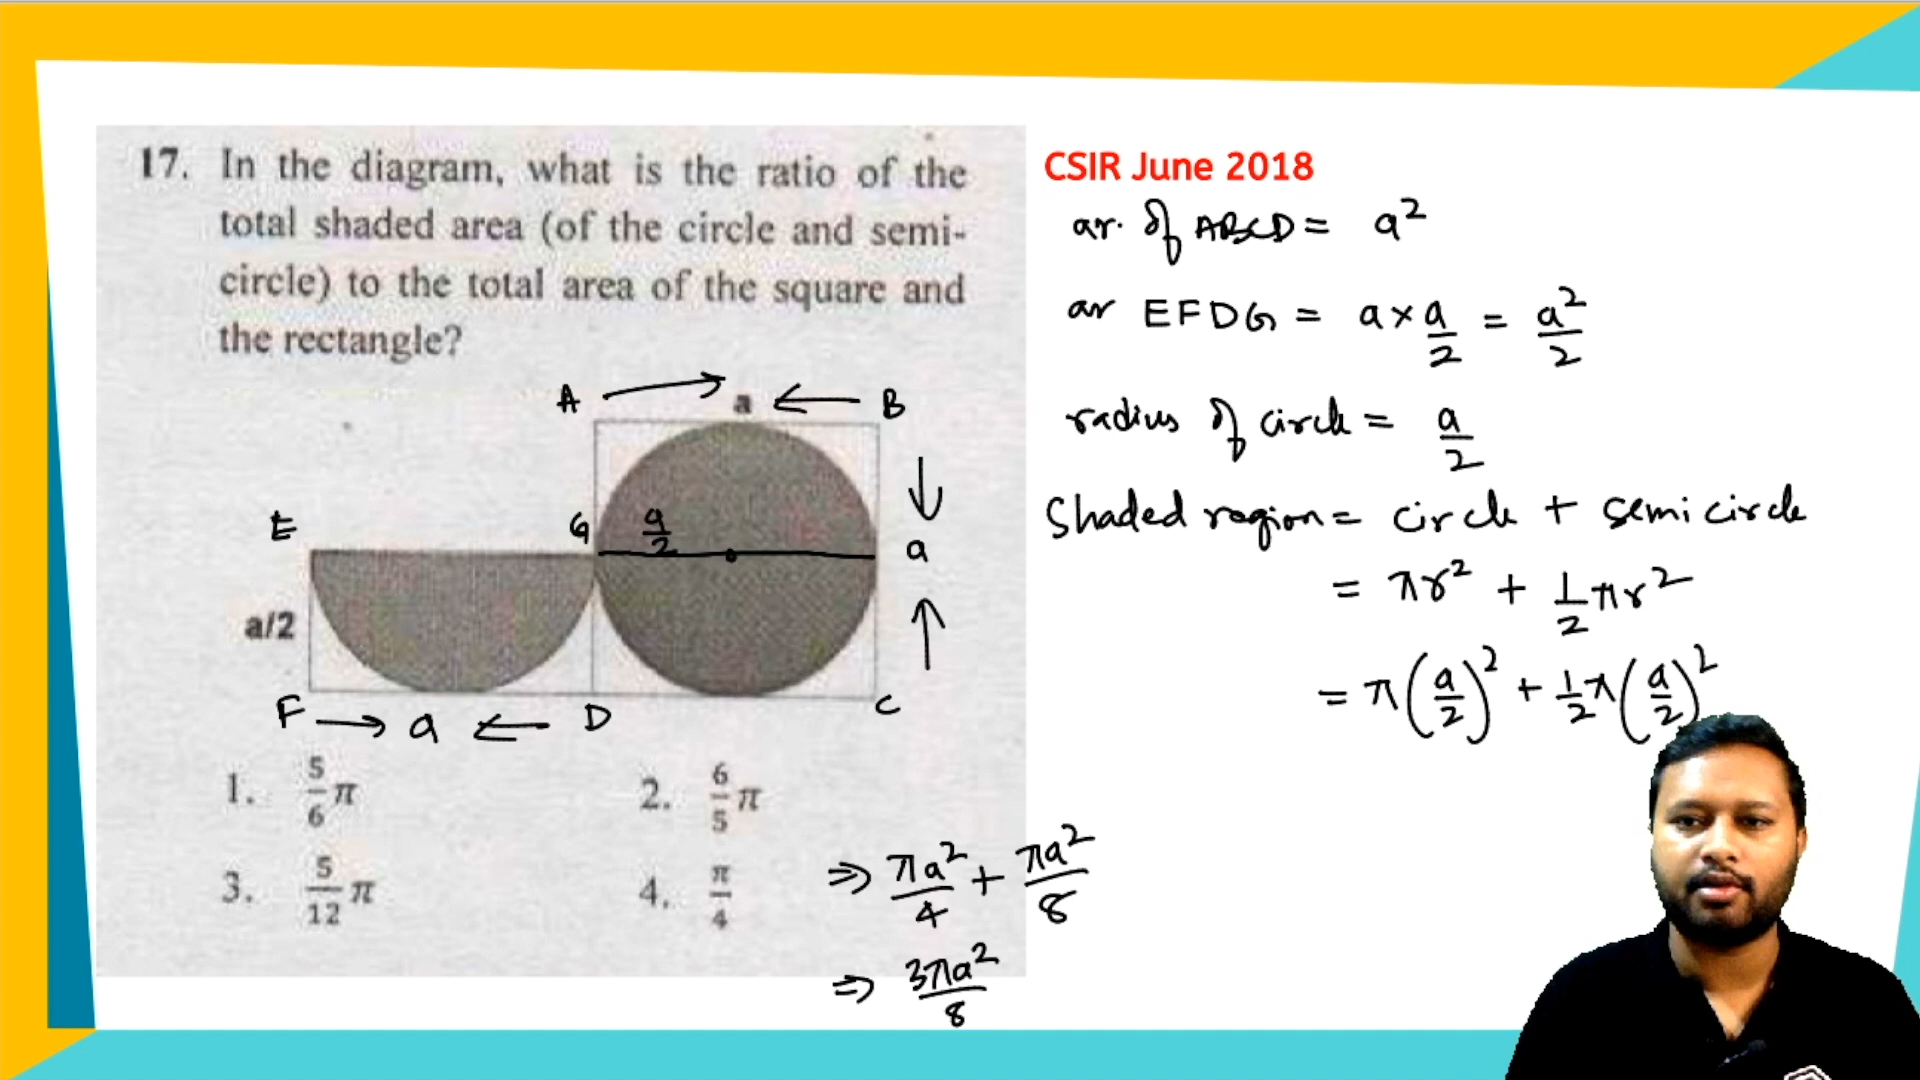 17. In the diagram, what is the ratio of the
total shaded area (of the circle and semi-
circle) to the total area of the square and
the rectangle?
A → a ← B
E G a/2 ↓ a ↑
a/2
F → a ← D C
1. 5/6 π 2. 6/5 π
3. 5/12 π 4. π/4
CSIR June 2018
ar. of ABCD = a²
ar EFDG = a × a/2 = a²/2
radius of circle = a/2
Shaded region = circle + semi circle
= πr² + 1/2 πr²
= π(a/2)² + 1/2 π(a/2)²
⇒ πa²/4 + πa²/8
⇒ 3πa²/8